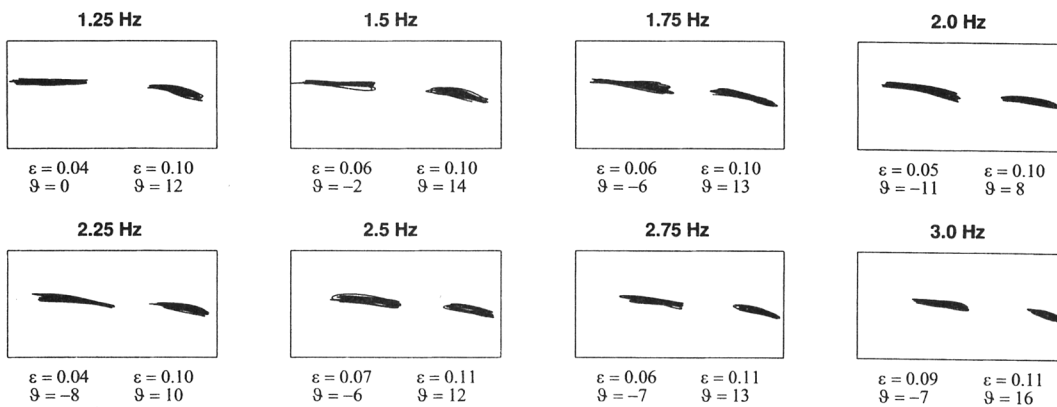 1.25 Hz 1.5 Hz 1.75 Hz 2.0 Hz
ε = 0.04 ε = 0.10 ε = 0.06 ε = 0.10 ε = 0.06 ε = 0.10 ε = 0.05 ε = 0.10
ϑ = 0 ϑ = 12 ϑ = −2 ϑ = 14 ϑ = −6 ϑ = 13 ϑ = −11 ϑ = 8
2.25 Hz 2.5 Hz 2.75 Hz 3.0 Hz
ε = 0.04 ε = 0.10 ε = 0.07 ε = 0.11 ε = 0.06 ε = 0.11 ε = 0.09 ε = 0.11
ϑ = −8 ϑ = 10 ϑ = −6 ϑ = 12 ϑ = −7 ϑ = 13 ϑ = −7 ϑ = 16